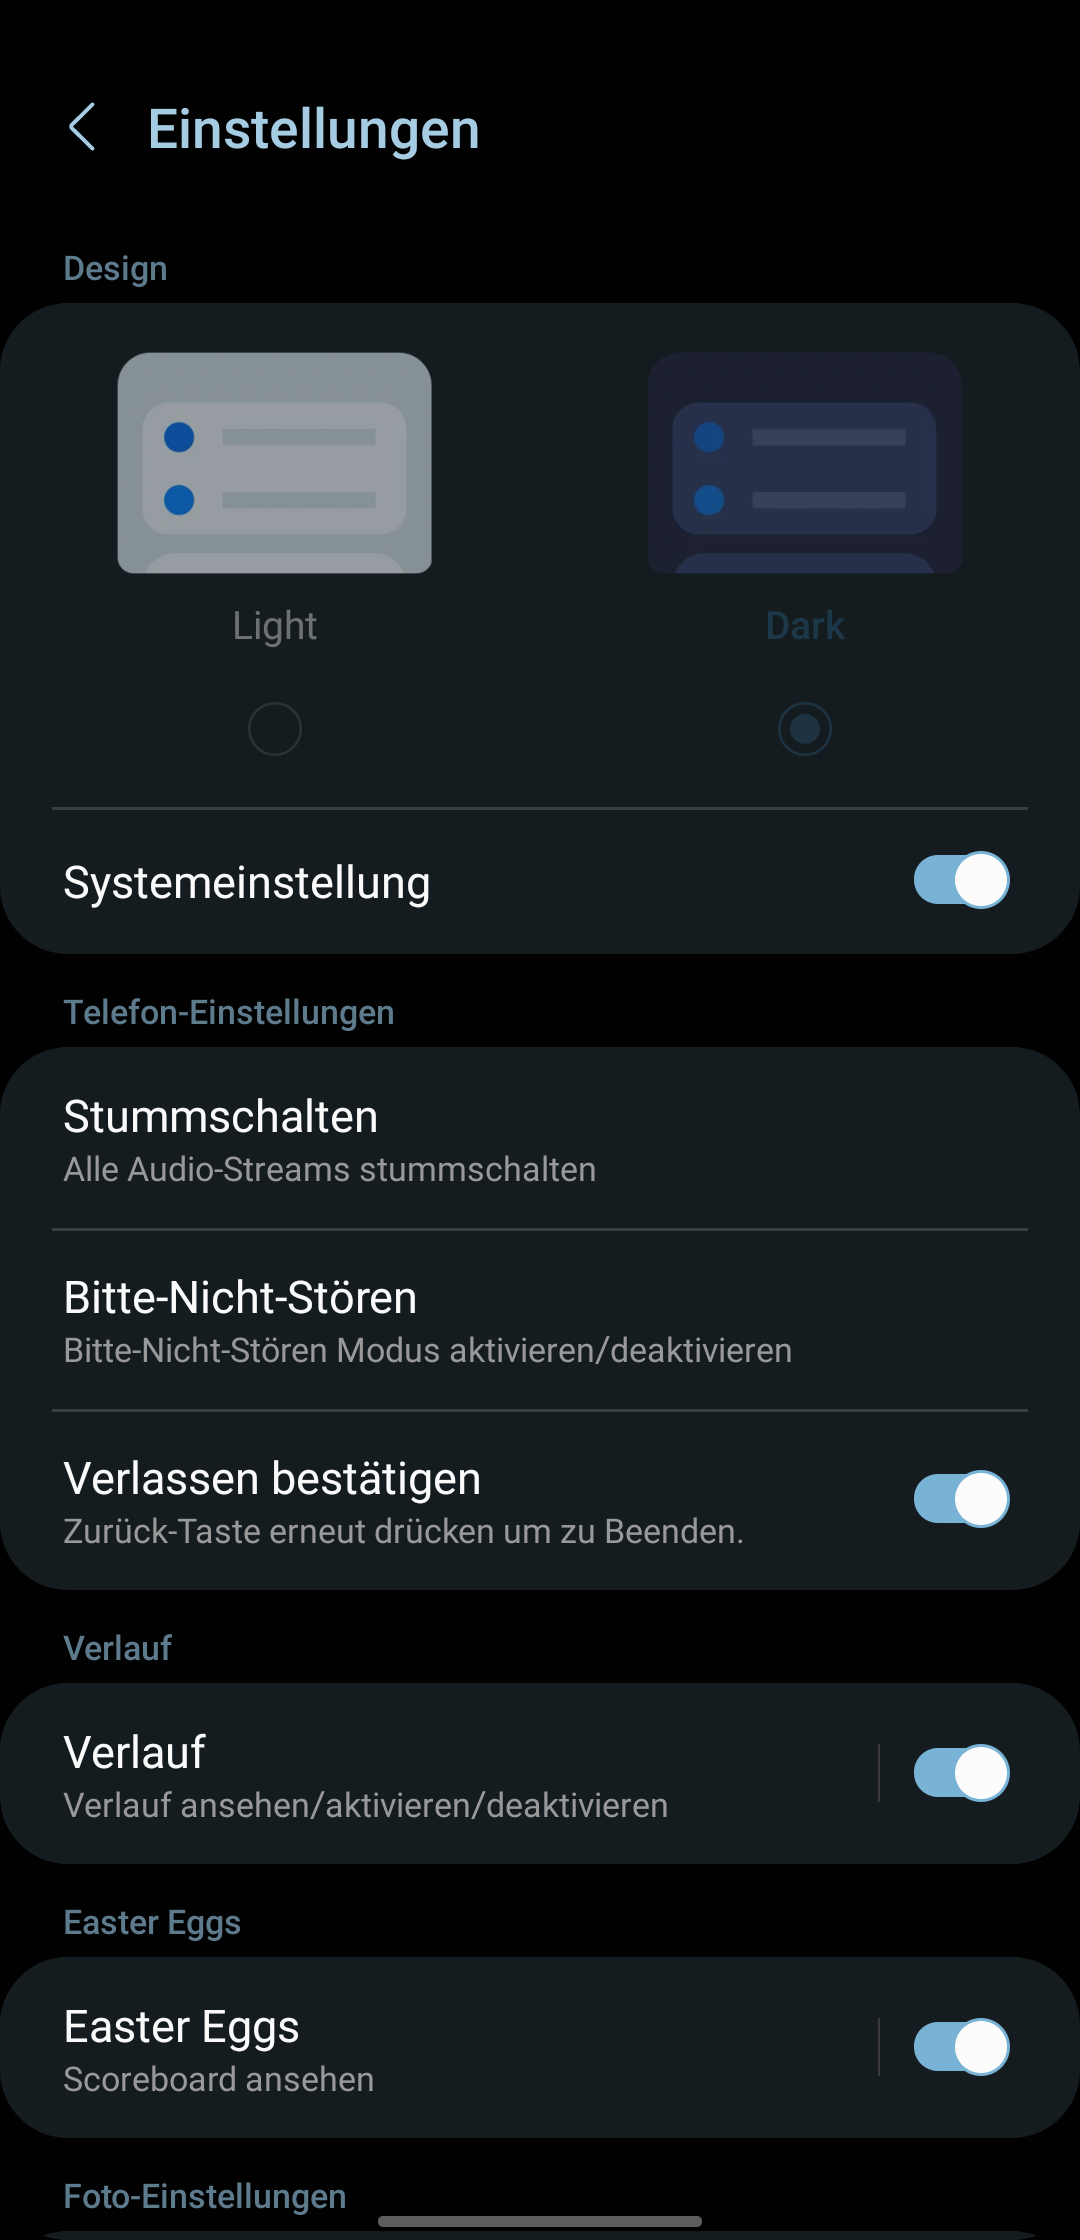 Einstellungen
Design
Light
Dark
Systemeinstellung
Telefon-Einstellungen
Stummschalten
Alle Audio-Streams stummschalten
Bitte-Nicht-Stören
Bitte-Nicht-Stören Modus aktivieren/deaktivieren
Verlassen bestätigen
Zurück-Taste erneut drücken um zu Beenden.
Verlauf
Verlauf
Verlauf ansehen/aktivieren/deaktivieren
Easter Eggs
Easter Eggs
Scoreboard ansehen
Foto-Einstellungen